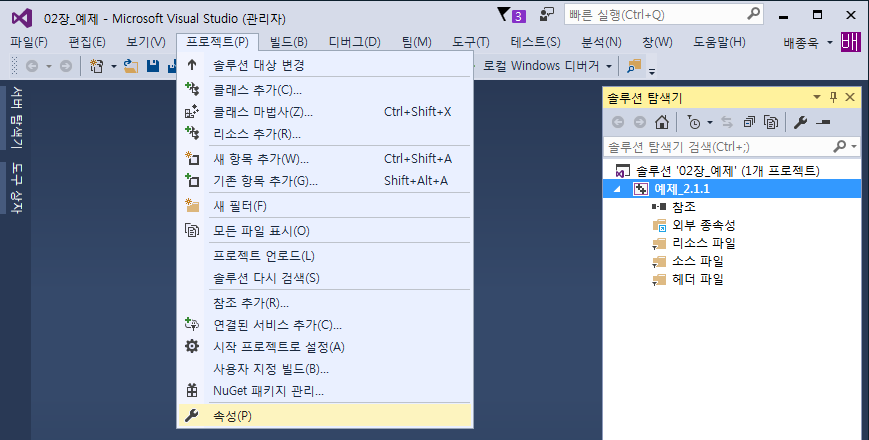 02장_예제 - Microsoft Visual Studio (관리자)
3
빠른 실행(Ctrl+Q)
파일(F) 편집(E) 보기(V) 프로젝트(P) 빌드(B) 디버그(D) 팀(M) 도구(T) 테스트(S) 분석(N) 창(W) 도움말(H) 배종욱 배
로컬 Windows 디버거
서버 탐색기
도구 상자
솔루션 대상 변경
클래스 추가(C)...
클래스 마법사(Z)... Ctrl+Shift+X
리소스 추가(R)...
새 항목 추가(W)... Ctrl+Shift+A
기존 항목 추가(G)... Shift+Alt+A
새 필터(F)
모든 파일 표시(O)
프로젝트 언로드(L)
솔루션 다시 검색(S)
참조 추가(R)...
연결된 서비스 추가(C)...
시작 프로젝트로 설정(A)
사용자 지정 빌드(B)...
NuGet 패키지 관리...
속성(P)
솔루션 탐색기
솔루션 탐색기 검색(Ctrl+;)
솔루션 '02장_예제' (1개 프로젝트)
예제_2.1.1
참조
외부 종속성
리소스 파일
소스 파일
헤더 파일